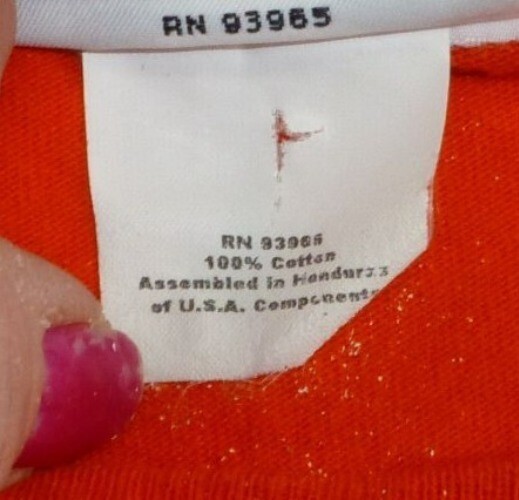 RN 93965
RN 93965
100% Cotton
Assembled in Honduras
of U.S.A. Components